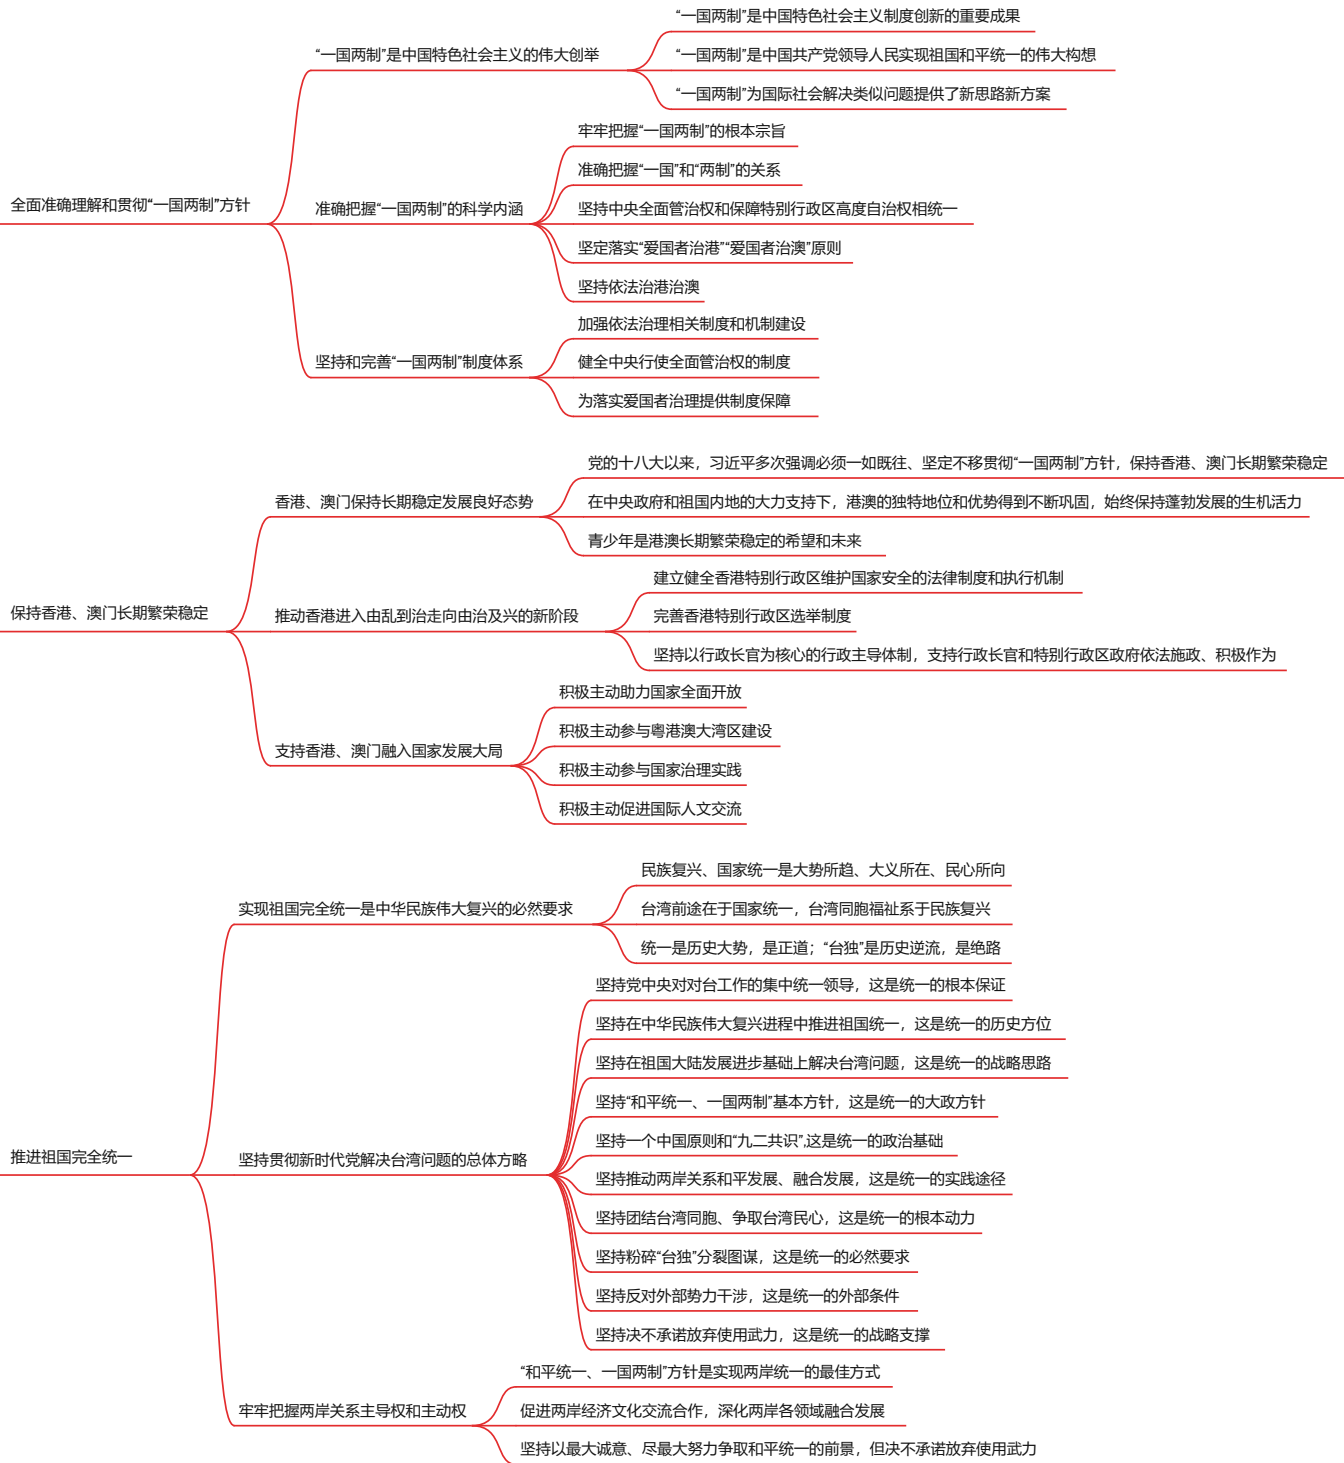 全面准确理解和贯彻“一国两制”方针
“一国两制”是中国特色社会主义的伟大创举
“一国两制”是中国特色社会主义制度创新的重要成果
“一国两制”是中国共产党领导人民实现祖国和平统一的伟大构想
“一国两制”为国际社会解决类似问题提供了新思路新方案
准确把握“一国两制”的科学内涵
牢牢把握“一国两制”的根本宗旨
准确把握“一国”和“两制”的关系
坚持中央全面管治权和保障特别行政区高度自治权相统一
坚定落实“爱国者治港”“爱国者治澳”原则
坚持依法治港治澳
坚持和完善“一国两制”制度体系
加强依法治理相关制度和机制建设
健全中央行使全面管治权的制度
为落实爱国者治理提供制度保障
保持香港、澳门长期繁荣稳定
香港、澳门保持长期稳定发展良好态势
党的十八大以来，习近平多次强调必须一如既往、坚定不移贯彻“一国两制”方针，保持香港、澳门长期繁荣稳定
在中央政府和祖国内地的大力支持下，港澳的独特地位和优势得到不断巩固，始终保持蓬勃发展的生机活力
青少年是港澳长期繁荣稳定的希望和未来
推动香港进入由乱到治走向由治及兴的新阶段
建立健全香港特别行政区维护国家安全的法律制度和执行机制
完善香港特别行政区选举制度
坚持以行政长官为核心的行政主导体制，支持行政长官和特别行政区政府依法施政、积极作为
支持香港、澳门融入国家发展大局
积极主动助力国家全面开放
积极主动参与粤港澳大湾区建设
积极主动参与国家治理实践
积极主动促进国际人文交流
推进祖国完全统一
实现祖国完全统一是中华民族伟大复兴的必然要求
民族复兴、国家统一是大势所趋、大义所在、民心所向
台湾前途在于国家统一，台湾同胞福祉系于民族复兴
统一是历史大势，是正道；“台独”是历史逆流，是绝路
坚持贯彻新时代党解决台湾问题的总体方略
坚持党中央对对台工作的集中统一领导，这是统一的根本保证
坚持在中华民族伟大复兴进程中推进祖国统一，这是统一的历史方位
坚持在祖国大陆发展进步基础上解决台湾问题，这是统一的战略思路
坚持“和平统一、一国两制”基本方针，这是统一的大政方针
坚持一个中国原则和“九二共识”,这是统一的政治基础
坚持推动两岸关系和平发展、融合发展，这是统一的实践途径
坚持团结台湾同胞、争取台湾民心，这是统一的根本动力
坚持粉碎“台独”分裂图谋，这是统一的必然要求
坚持反对外部势力干涉，这是统一的外部条件
坚持决不承诺放弃使用武力，这是统一的战略支撑
牢牢把握两岸关系主导权和主动权
“和平统一、一国两制”方针是实现两岸统一的最佳方式
促进两岸经济文化交流合作，深化两岸各领域融合发展
坚持以最大诚意、尽最大努力争取和平统一的前景，但决不承诺放弃使用武力